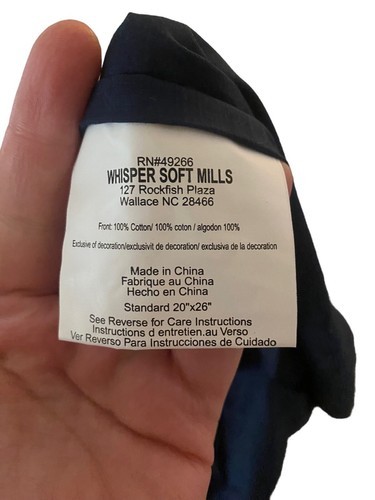 RN#49266
WHISPER SOFT MILLS
127 Rockfish Plaza
Wallace NC 28466
Front: 100% Cotton/ 100% coton / algodon 100%
Exclusive of decoration/exclusivit de decoration/ exclusiva de la decoration
Made in China
Fabrique au China
Hecho en China
Standard 20"x26"
See Reverse for Care Instructions
Instructions d entretien.au Verso
Ver Reverso Para Instrucciones de Cuidado